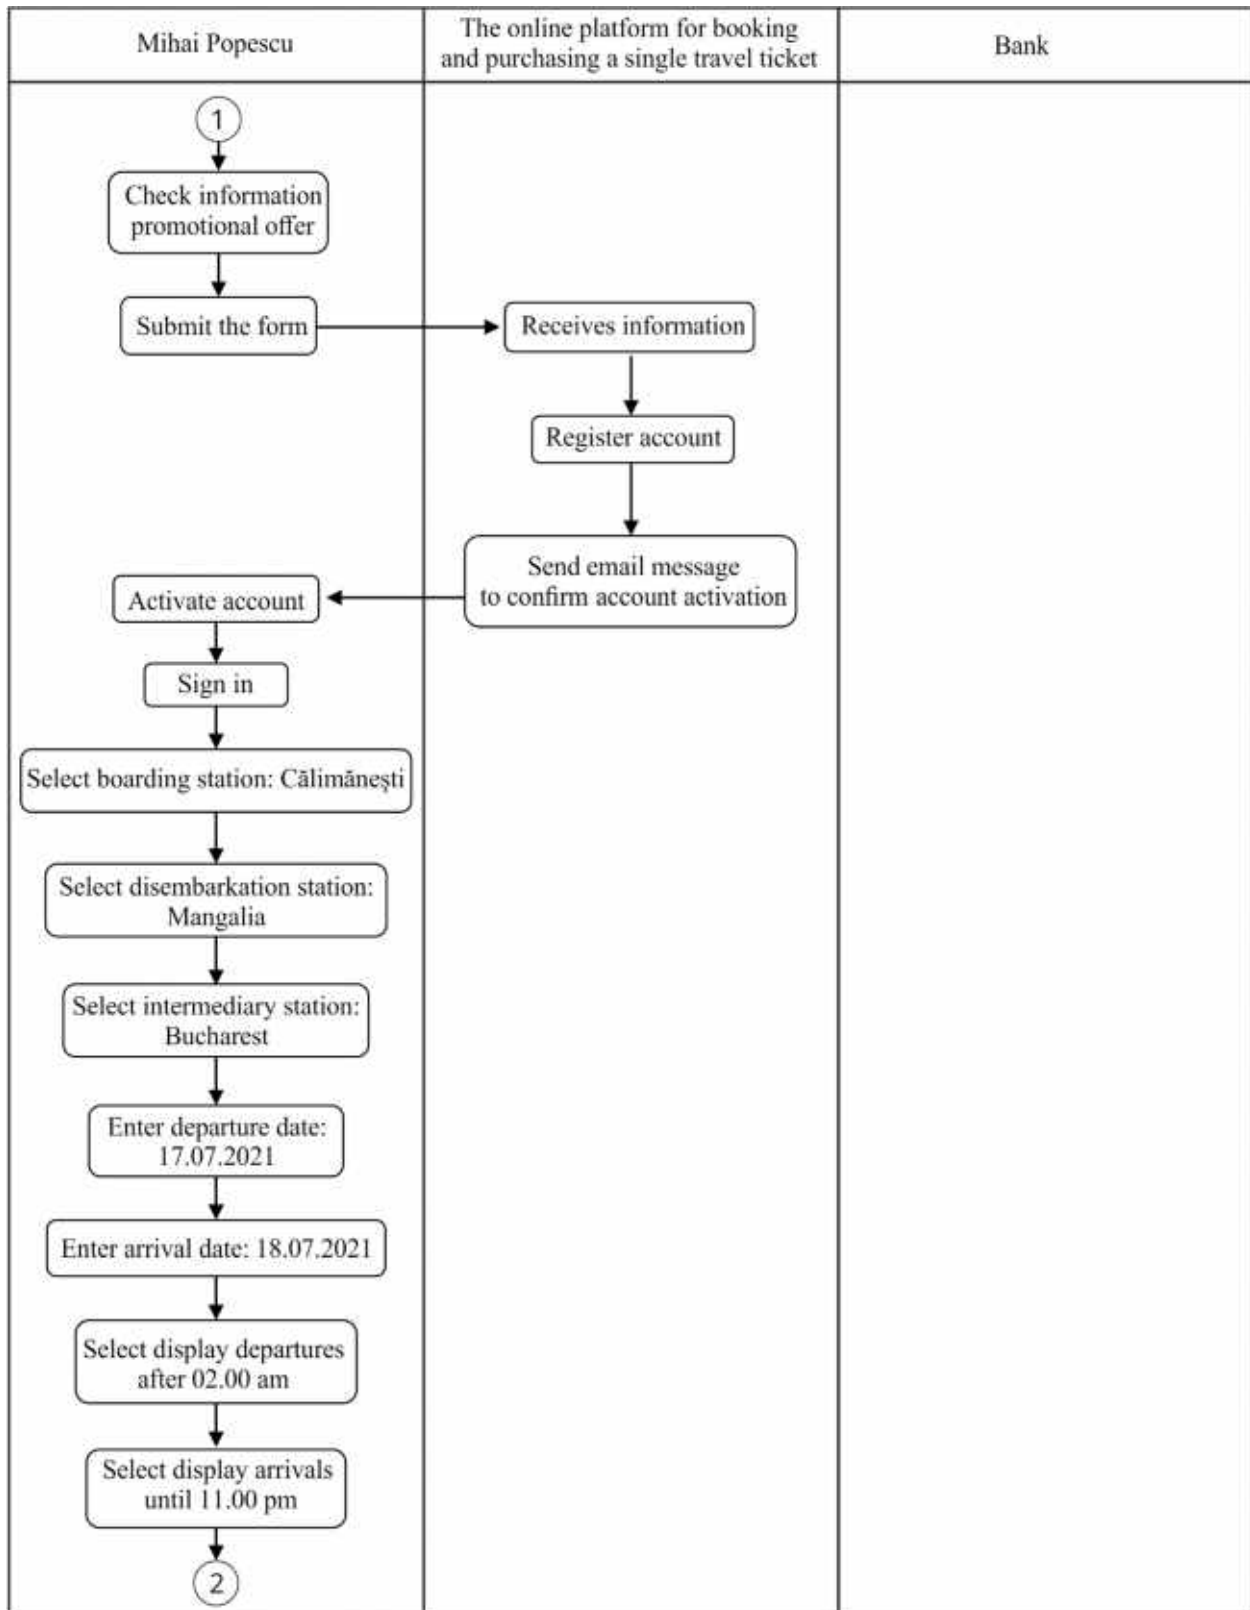 Mihai Popescu
The online platform for booking
and purchasing a single travel ticket
Bank
1
Check information
promotional offer
Submit the form
Receives information
Register account
Send email message
to confirm account activation
Activate account
Sign in
Select boarding station: Călimănești
Select disembarkation station:
Mangalia
Select intermediary station:
Bucharest
Enter departure date:
17.07.2021
Enter arrival date: 18.07.2021
Select display departures
after 02.00 am
Select display arrivals
until 11.00 pm
2